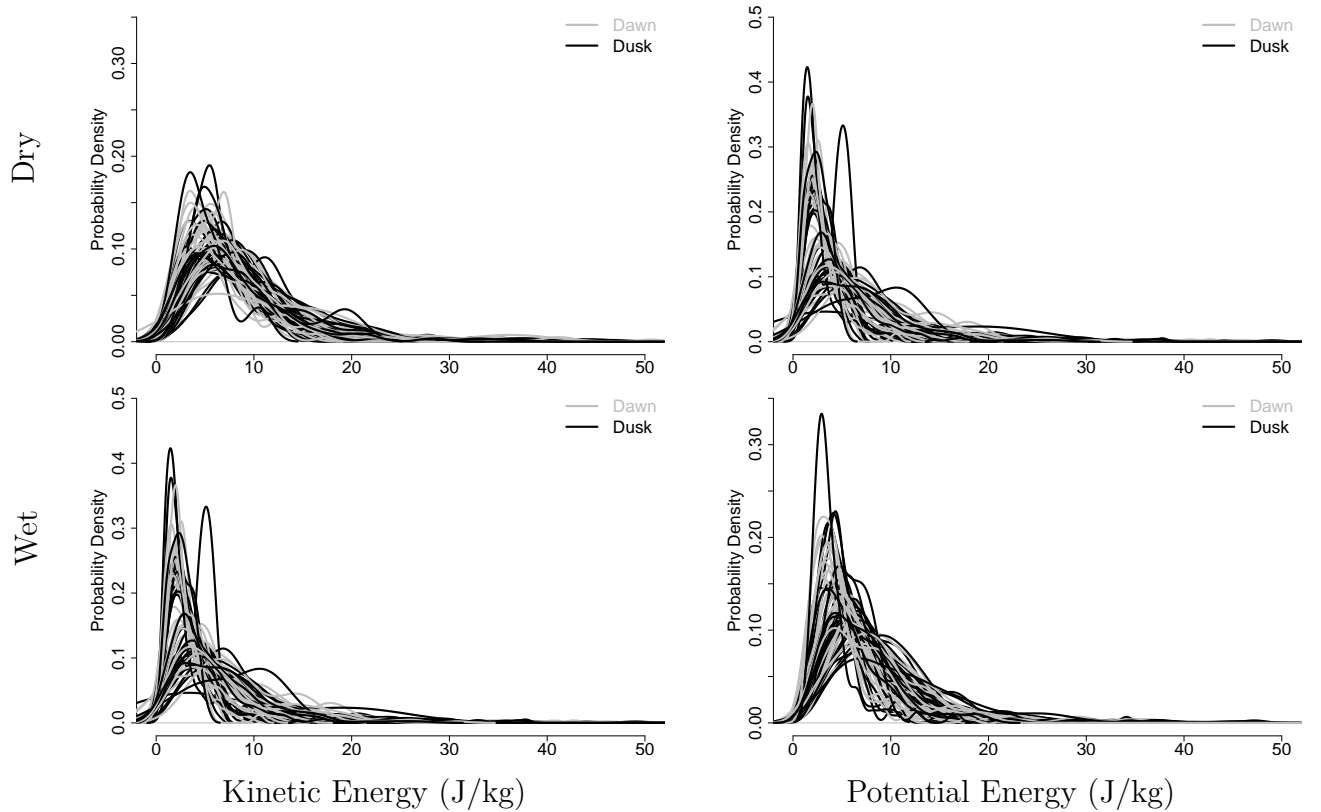 Dry
Probability Density
0.00 0.10 0.20 0.30
0 10 20 30 40 50
Dawn
Dusk
Probability Density
0.0 0.1 0.2 0.3 0.4 0.5
0 10 20 30 40 50
Dawn
Dusk
Wet
Probability Density
0.0 0.1 0.2 0.3 0.4 0.5
0 10 20 30 40 50
Dawn
Dusk
Probability Density
0.00 0.10 0.20 0.30
0 10 20 30 40 50
Dawn
Dusk
Kinetic Energy (J/kg)
Potential Energy (J/kg)